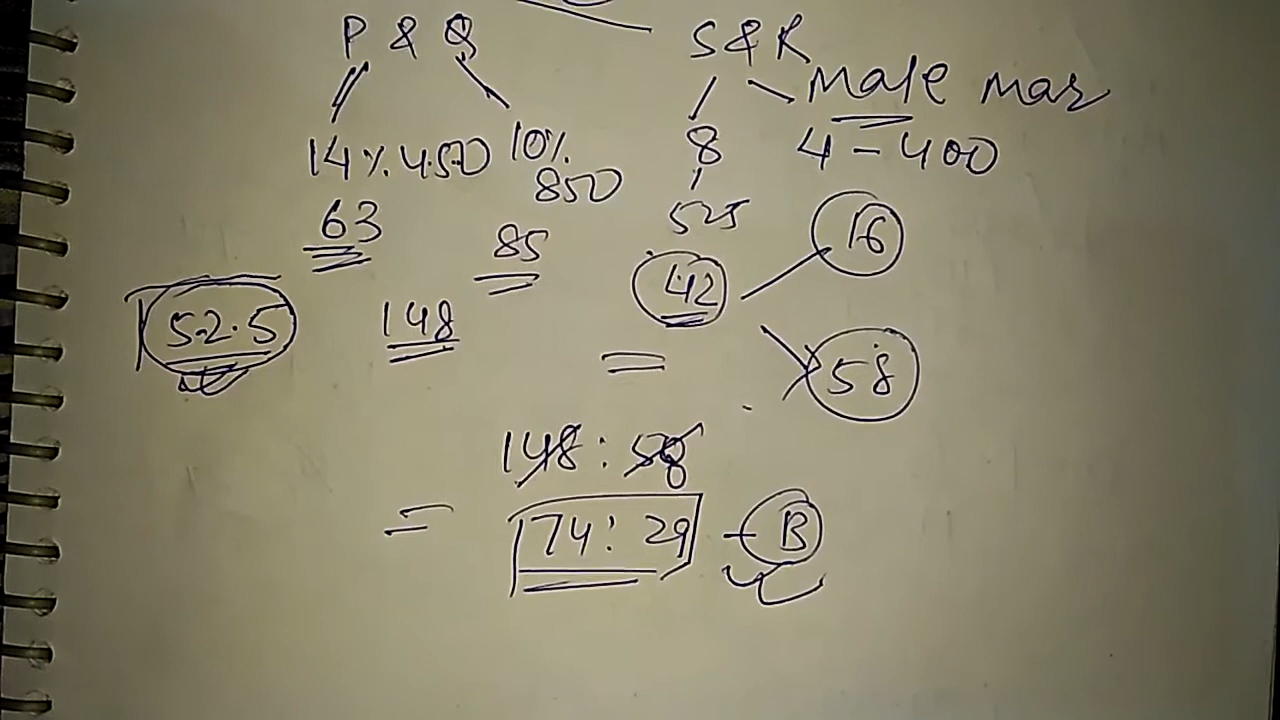 P & Q S & R
Male mar
14% 450 10% 8 4 - 400
850
63 85 525 16
52.5 148 42
= 58
148 : 58
= 74 : 29 - B